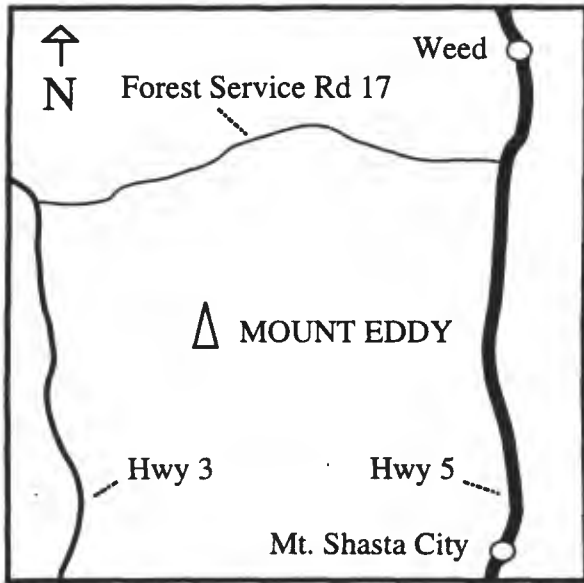 Weed
N
Forest Service Rd 17
MOUNT EDDY
Hwy 3
Hwy 5
Mt. Shasta City